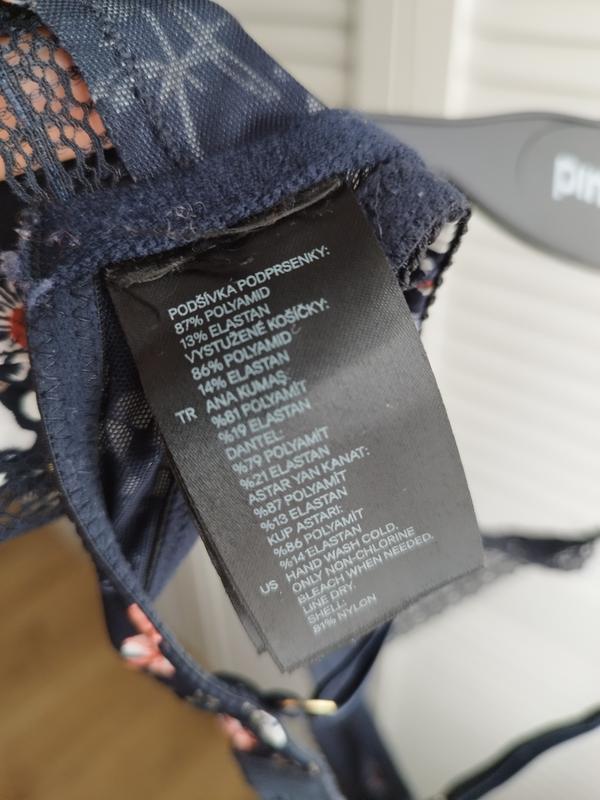 PODŠÍVKA PODPRSENKY:
87% POLYAMID
13% ELASTAN
VYSTUŽENÉ KOŠÍČKY:
86% POLYAMID
14% ELASTAN
TR ANA KUMAŞ
%81 POLYAMİT
%19 ELASTAN
DANTEL:
%79 POLYAMİT
%21 ELASTAN
ASTAR YAN KANAT:
%87 POLYAMİT
%13 ELASTAN
KUP ASTARI:
%86 POLYAMİT
%14 ELASTAN
US HAND WASH COLD.
ONLY NON-CHLORINE
BLEACH WHEN NEEDED.
LINE DRY.
SHELL:
81% NYLON